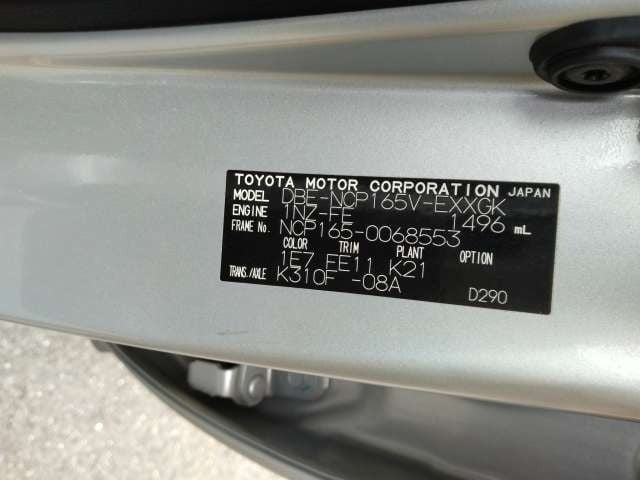 TOYOTA MOTOR CORPORATION JAPAN
MODEL DBE-NCP165V-EXXGK
ENGINE 1NZ-FE 1496 mL
FRAME No. NCP165-0068553
COLOR TRIM PLANT OPTION
1E7 FE11 K21
TRANS./AXLE K310F -08A
D290